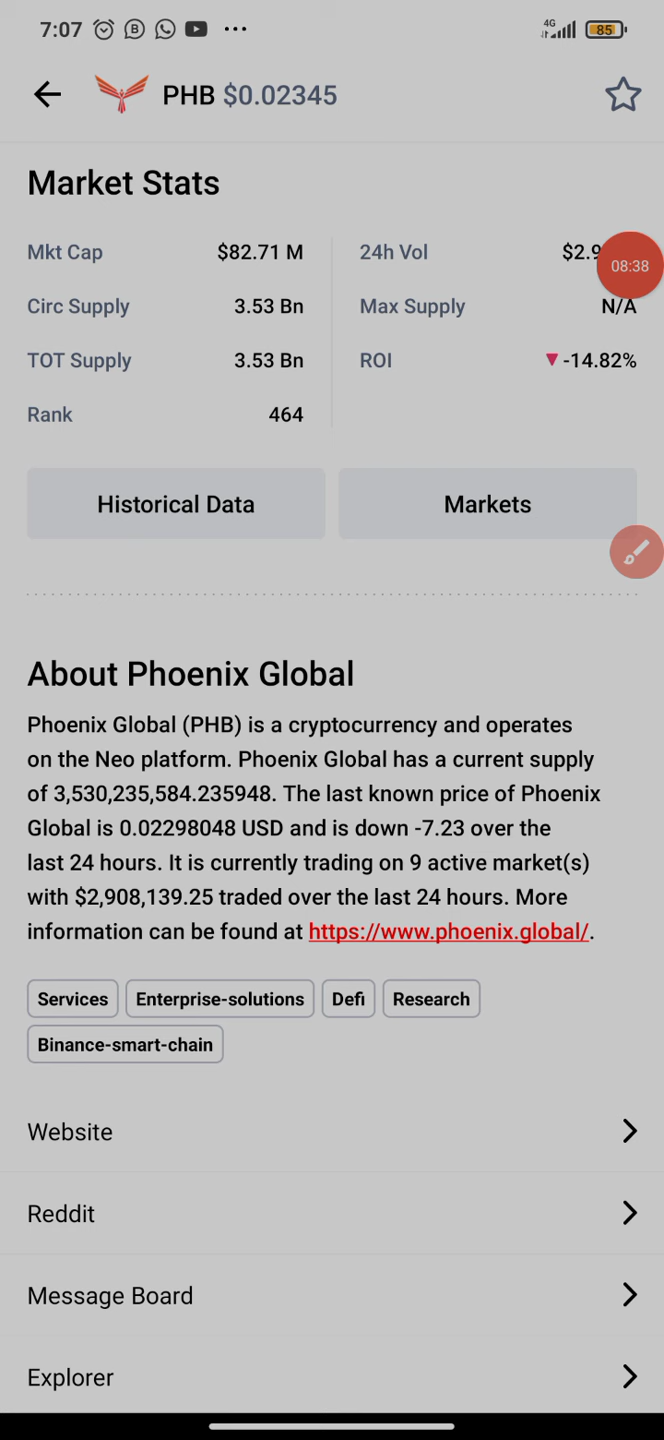 7:07
4G
85
PHB $0.02345
Market Stats
Mkt Cap $82.71 M 24h Vol $2.9
08:38
Circ Supply 3.53 Bn Max Supply N/A
TOT Supply 3.53 Bn ROI ▼ -14.82%
Rank 464
Historical Data Markets
About Phoenix Global
Phoenix Global (PHB) is a cryptocurrency and operates
on the Neo platform. Phoenix Global has a current supply
of 3,530,235,584.235948. The last known price of Phoenix
Global is 0.02298048 USD and is down -7.23 over the
last 24 hours. It is currently trading on 9 active market(s)
with $2,908,139.25 traded over the last 24 hours. More
information can be found at https://www.phoenix.global/.
Services Enterprise-solutions Defi Research
Binance-smart-chain
Website
Reddit
Message Board
Explorer